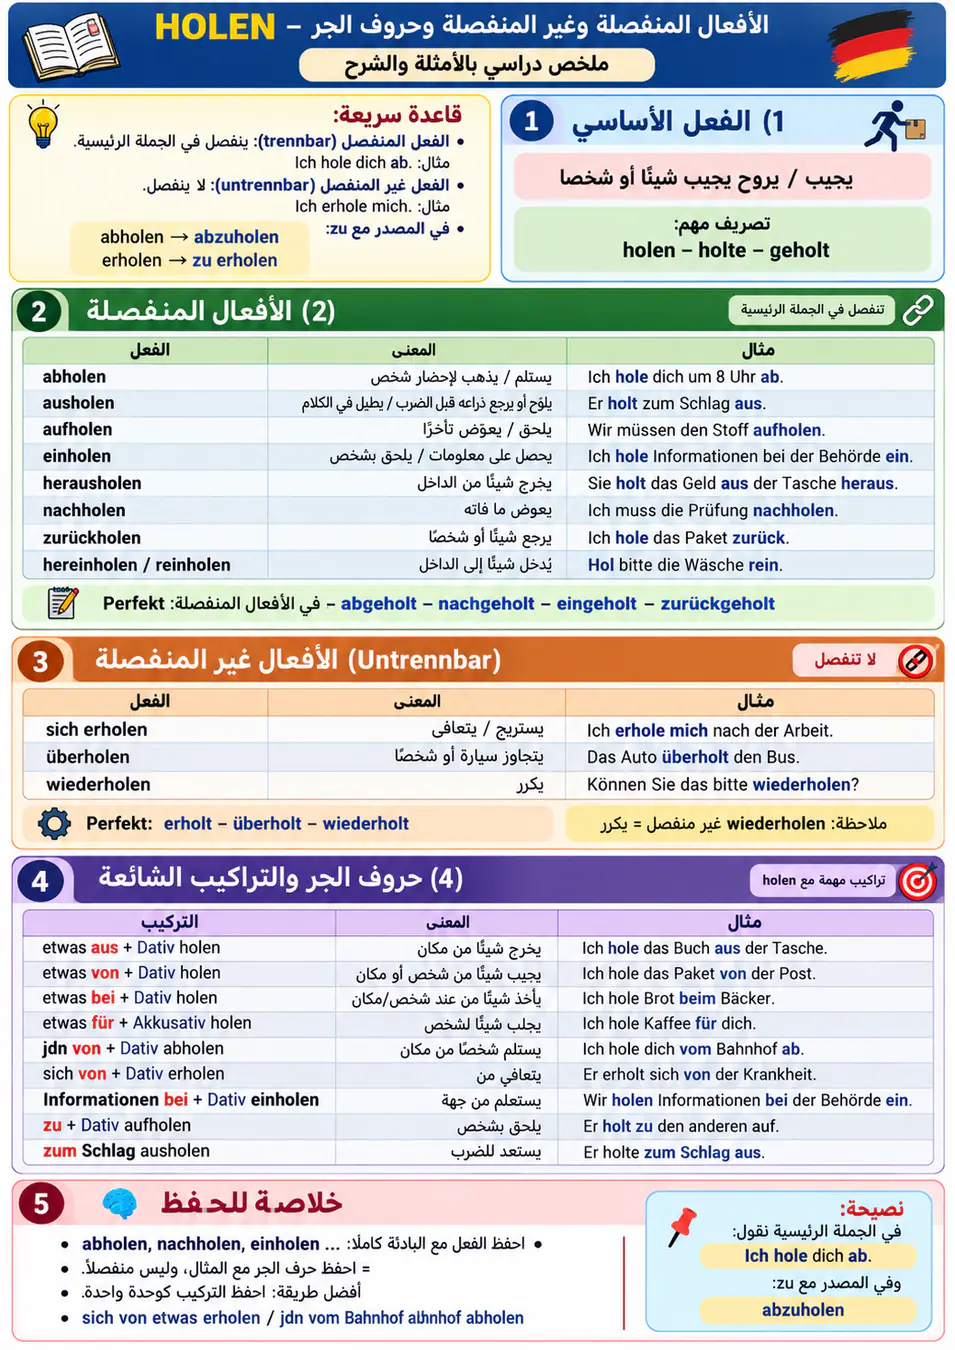 HOLEN – الأفعال المنفصلة وغير المنفصلة وحروف الجر
ملخص دراسي بالأمثلة والشرح
1
1) الفعل الأساسي
يجيب / يروح يجيب شيئًا أو شخصا
تصريف مهم:
holen – holte – geholt
قاعدة سريعة:
• الفعل المنفصل (trennbar): ينفصل في الجملة الرئيسية.
مثال: Ich hole dich ab.
• الفعل غير المنفصل (untrennbar): لا ينفصل.
مثال: Ich erhole mich.
• في المصدر مع zu:
abholen → abzuholen
erholen → zu erholen
2
2) الأفعال المنفصلة)
تنفصل في الجملة الرئيسية
الفعل | المعنى | مثال
abholen | يستلم / يذهب لإحضار شخص | Ich hole dich um 8 Uhr ab.
ausholen | يلوّح أو يرجع ذراعه قبل الضرب / يطيل في الكلام | Er holt zum Schlag aus.
aufholen | يلحق / يعوّض تأخرًا | Wir müssen den Stoff aufholen.
einholen | يحصل على معلومات / يلحق بشخص | Ich hole Informationen bei der Behörde ein.
herausholen | يخرج شيئًا من الداخل | Sie holt das Geld aus der Tasche heraus.
nachholen | يعوض ما فاته | Ich muss die Prüfung nachholen.
zurückholen | يرجع شيئًا أو شخصًا | Ich hole das Paket zurück.
hereinholen / reinholen | يُدخل شيئًا إلى الداخل | Hol bitte die Wäsche rein.
Perfekt في الأفعال المنفصلة: – abgeholt – nachgeholt – eingeholt – zurückgeholt
3
الأفعال غير المنفصلة (Untrennbar)
لا تنفصل
الفعل | المعنى | مثال
sich erholen | يستريح / يتعافى | Ich erhole mich nach der Arbeit.
überholen | يتجاوز سيارة أو شخصًا | Das Auto überholt den Bus.
wiederholen | يكرر | Können Sie das bitte wiederholen?
Perfekt: erholt – überholt – wiederholt
ملاحظة: wiederholen غير منفصل = يكرر
4
4) حروف الجر والتراكيب الشائعة)
تراكيب مهمة مع holen
التركيب | المعنى | مثال
etwas aus + Dativ holen | يخرج شيئًا من مكان | Ich hole das Buch aus der Tasche.
etwas von + Dativ holen | يجيب شيئًا من شخص أو مكان | Ich hole das Paket von der Post.
etwas bei + Dativ holen | يأخذ شيئًا من عند شخص/مكان | Ich hole Brot beim Bäcker.
etwas für + Akkusativ holen | يجلب شيئًا لشخص | Ich hole Kaffee für dich.
jdn von + Dativ abholen | يستلم شخصًا من مكان | Ich hole dich vom Bahnhof ab.
sich von + Dativ erholen | يتعافى من | Er erholt sich von der Krankheit.
Informationen bei + Dativ einholen | يستعلم من جهة | Wir holen Informationen bei der Behörde ein.
zu + Dativ aufholen | يلحق بشخص | Er holt zu den anderen auf.
zum Schlag ausholen | يستعد للضرب | Er holte zum Schlag aus.
5
خلاصة للحفظ
• احفظ الفعل مع البادئة كاملًا: abholen, nachholen, einholen ... •
= احفظ حرف الجر مع المثال، وليس منفصلاً. •
أفضل طريقة: احفظ التركيب كوحدة واحدة. •
• sich von etwas erholen / jdn vom Bahnhof abholen
نصيحة:
في الجملة الرئيسية نقول:
Ich hole dich ab.
وفي المصدر مع zu:
abzuholen